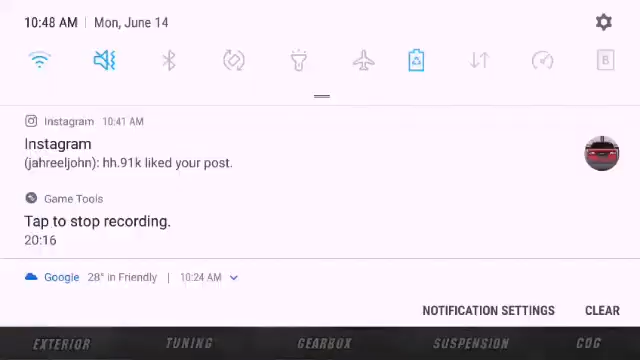 10:48 AM | Mon, June 14
B
Instagram 10:41 AM
Instagram
(jahreeljohn): hh.91k liked your post.
Game Tools
Tap to stop recording.
20:16
Google 28° in Friendly | 10:24 AM
NOTIFICATION SETTINGS CLEAR
EXTERIOR TUNING GEARBOX SUSPENSION COG